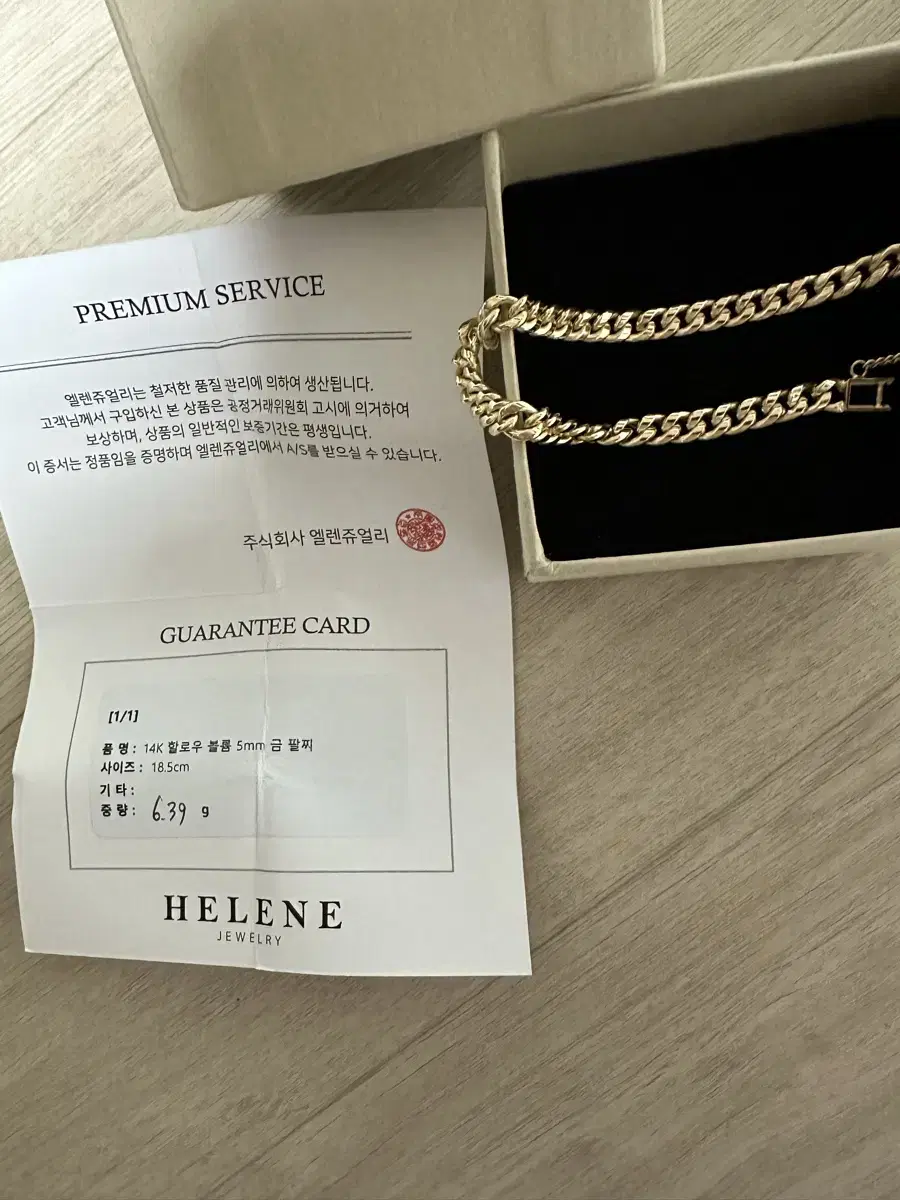 PREMIUM SERVICE
엘렌쥬얼리는 철저한 품질 관리에 의하여 생산됩니다.
고객님께서 구입하신 본 상품은 공정거래위원회 고시에 의거하여
보상하며, 상품의 일반적인 보증기간은 평생입니다.
이 증서는 정품임을 증명하며 엘렌쥬얼리에서 A/S를 받으실 수 있습니다.
주식회사 엘렌쥬얼리
GUARANTEE CARD
[1/1]
품 명 : 14K 할로우 볼륨 5mm 금 팔찌
사이즈 : 18.5cm
기 타 :
중 량 : 6.39 g
HELENE
JEWELRY